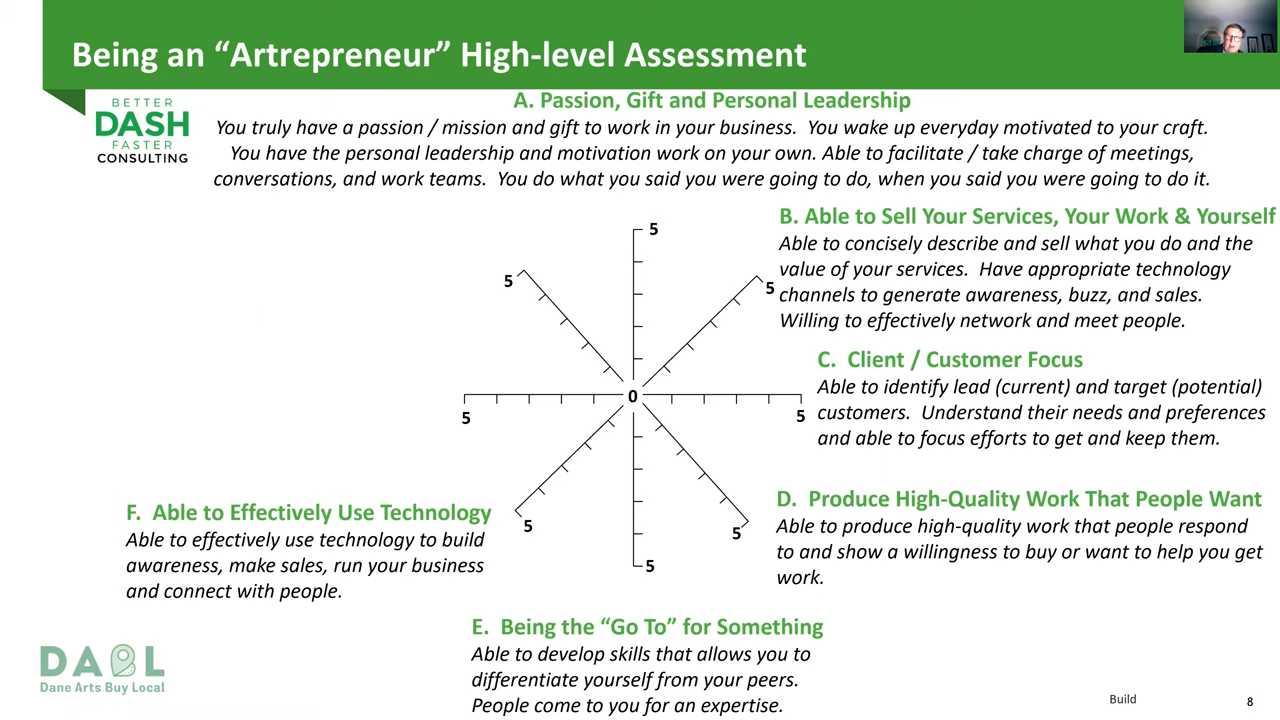 Being an “Artrepreneur” High-level Assessment
BETTER
DASH
FASTER
CONSULTING
A. Passion, Gift and Personal Leadership
You truly have a passion / mission and gift to work in your business. You wake up everyday motivated to your craft.
You have the personal leadership and motivation work on your own. Able to facilitate / take charge of meetings,
conversations, and work teams. You do what you said you were going to do, when you said you were going to do it.
B. Able to Sell Your Services, Your Work & Yourself
Able to concisely describe and sell what you do and the
value of your services. Have appropriate technology
channels to generate awareness, buzz, and sales.
Willing to effectively network and meet people.
C. Client / Customer Focus
Able to identify lead (current) and target (potential)
customers. Understand their needs and preferences
and able to focus efforts to get and keep them.
D. Produce High-Quality Work That People Want
Able to produce high-quality work that people respond
to and show a willingness to buy or want to help you get
work.
E. Being the “Go To” for Something
Able to develop skills that allows you to
differentiate yourself from your peers.
People come to you for an expertise.
F. Able to Effectively Use Technology
Able to effectively use technology to build
awareness, make sales, run your business
and connect with people.
5
5
5
5
0
5
5
5
5
DABL
Dane Arts Buy Local
Build
8